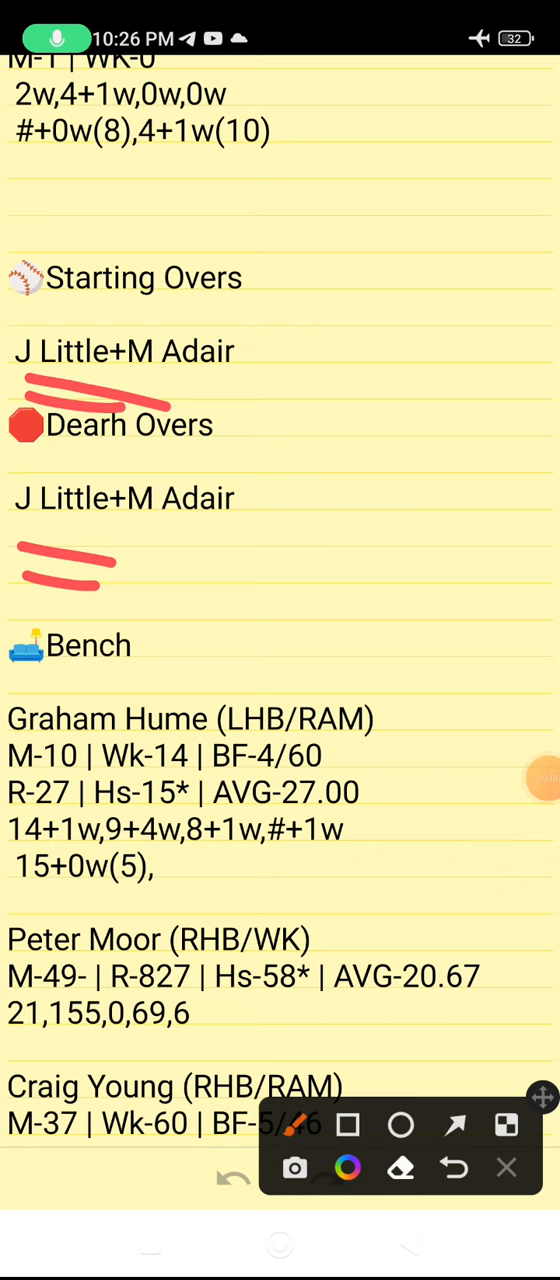 10:26 PM
32
M-1 | WK-0
2w,4+1w,0w,0w
#+0w(8),4+1w(10)
⚾Starting Overs
J Little+M Adair
🛑Dearh Overs
J Little+M Adair
🛋️Bench
Graham Hume (LHB/RAM)
M-10 | Wk-14 | BF-4/60
09:06
R-27 | Hs-15* | AVG-27.00
14+1w,9+4w,8+1w,#+1w
15+0w(5),
Peter Moor (RHB/WK)
M-49- | R-827 | Hs-58* | AVG-20.67
21,155,0,69,6
Craig Young (RHB/RAM)
M-37 | Wk-60 | BF-5/46